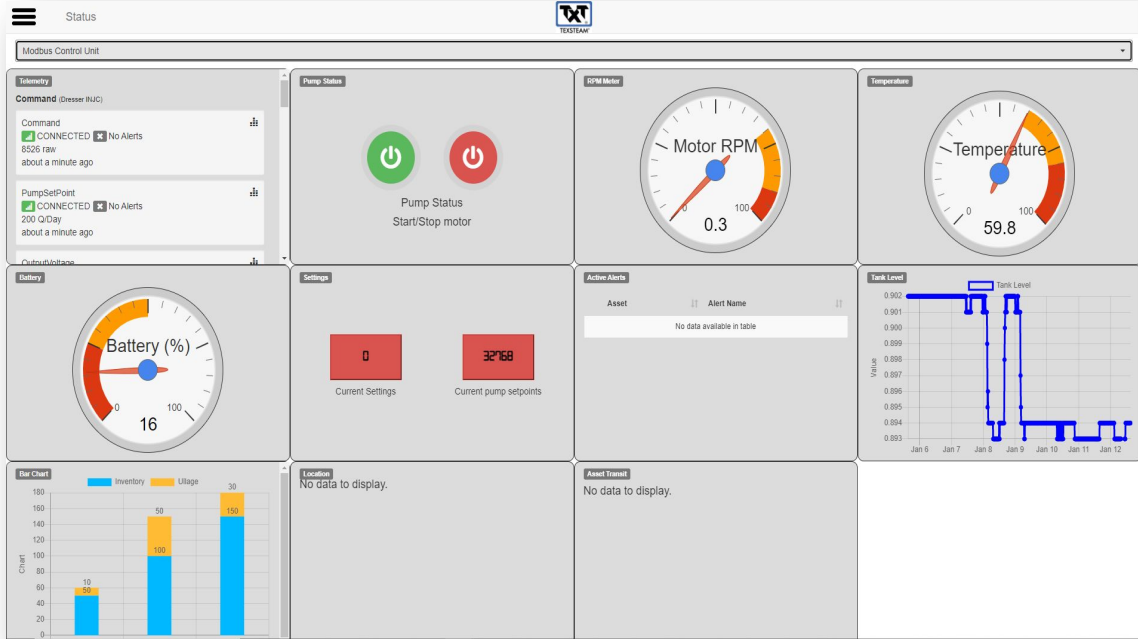 Status
TXT
TEXSTEAM
Modbus Control Unit
Telemetry
Command (Dresser INJC)
Command
CONNECTED No Alerts
8526 raw
about a minute ago
PumpSetPoint
CONNECTED No Alerts
200 Q/Day
about a minute ago
OutputVoltage
Pump Status
Pump Status
Start/Stop motor
RPM Meter
Motor RPM
0 100
0.3
Temperature
Temperature
0 100
59.8
Battery
Battery (%)
0 100
16
Settings
0
Current Settings
32768
Current pump setpoints
Active Alerts
Asset Alert Name
No data available in table
Tank Level
Tank Level
Value
0.902
0.901
0.900
0.899
0.898
0.897
0.896
0.895
0.894
0.893
Jan 6 Jan 7 Jan 8 Jan 9 Jan 10 Jan 11 Jan 12
Bar Chart
Inventory Ullage
Chart
180
160
140
120
100
80
60
40
20
0
10
50
50
100
30
150
Location
No data to display.
Asset Transit
No data to display.